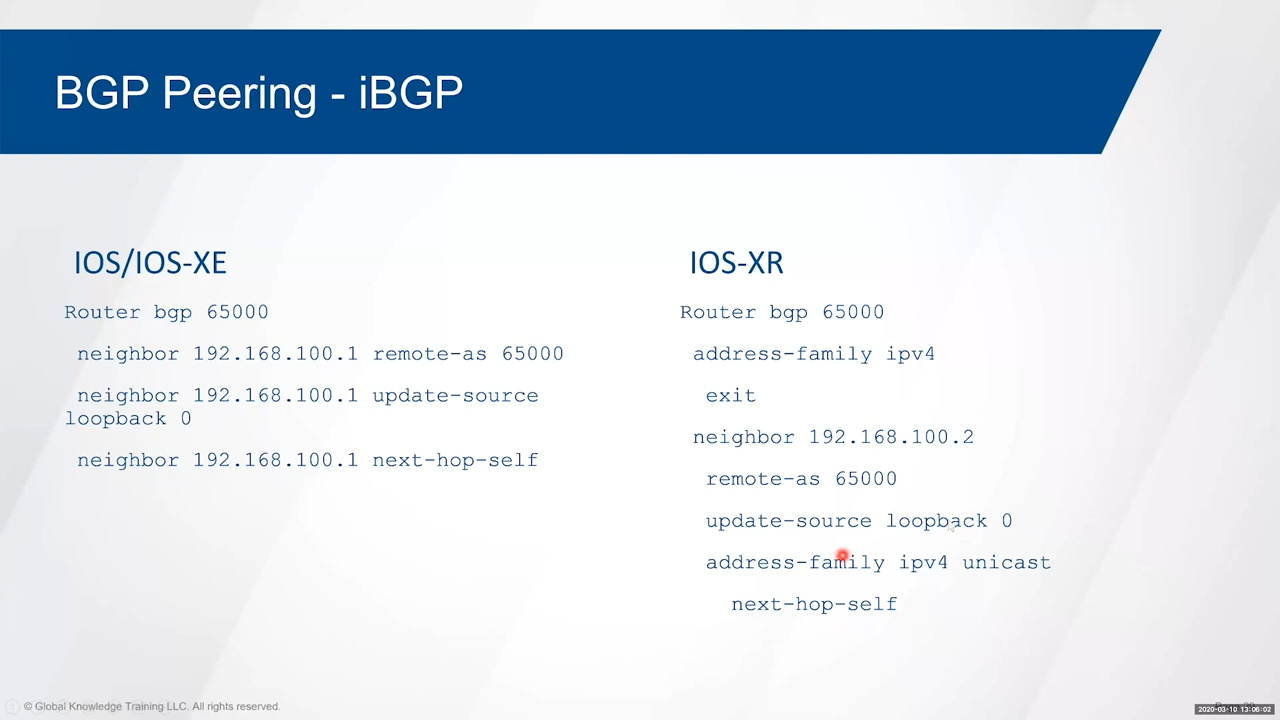 BGP Peering - iBGP
IOS/IOS-XE
Router bgp 65000
neighbor 192.168.100.1 remote-as 65000
neighbor 192.168.100.1 update-source
loopback 0
neighbor 192.168.100.1 next-hop-self
IOS-XR
Router bgp 65000
address-family ipv4
exit
neighbor 192.168.100.2
remote-as 65000
update-source loopback 0
address-family ipv4 unicast
next-hop-self
© Global Knowledge Training LLC. All rights reserved.
2020-03-10 13:06:02